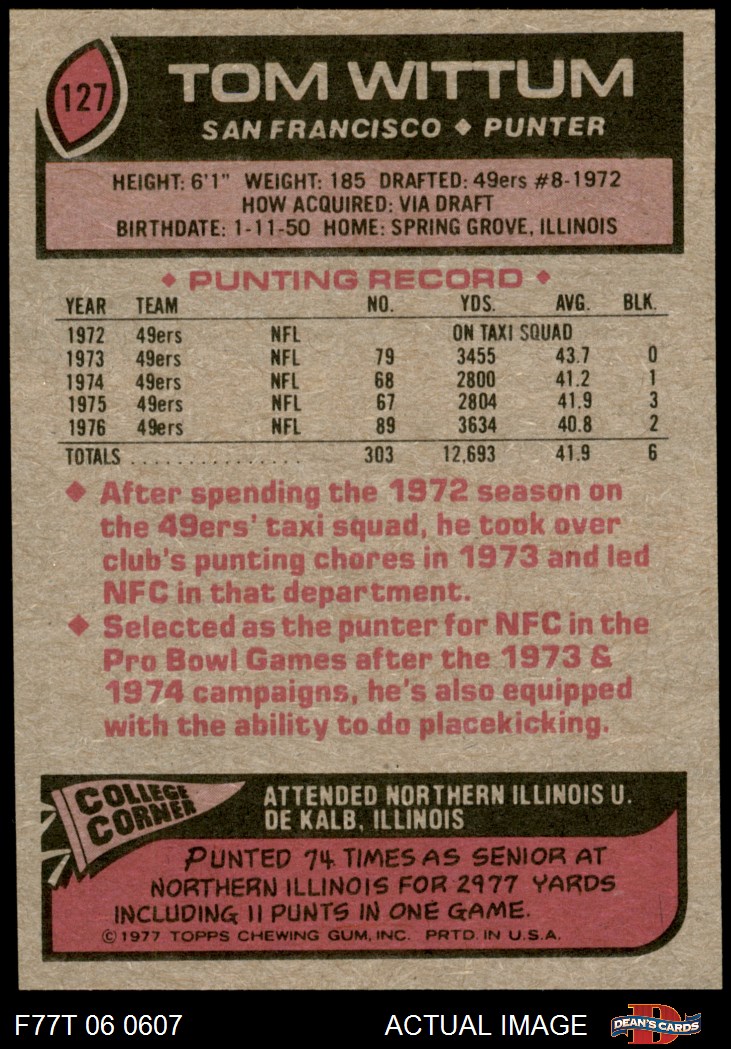 127
TOM WITTUM
SAN FRANCISCO ♦ PUNTER
HEIGHT: 6'1" WEIGHT: 185 DRAFTED: 49ers #8-1972
HOW ACQUIRED: VIA DRAFT
BIRTHDATE: 1-11-50 HOME: SPRING GROVE, ILLINOIS
♦ PUNTING RECORD ♦
YEAR TEAM NO. YDS. AVG. BLK.
1972 49ers NFL ON TAXI SQUAD
1973 49ers NFL 79 3455 43.7 0
1974 49ers NFL 68 2800 41.2 1
1975 49ers NFL 67 2804 41.9 3
1976 49ers NFL 89 3634 40.8 2
TOTALS . . . . . . . . . . . . . . . . 303 12,693 41.9 6
♦ After spending the 1972 season on
the 49ers' taxi squad, he took over
club's punting chores in 1973 and led
NFC in that department.
♦ Selected as the punter for NFC in the
Pro Bowl Games after the 1973 &
1974 campaigns, he's also equipped
with the ability to do placekicking.
COLLEGE
CORNER
ATTENDED NORTHERN ILLINOIS U.
DE KALB, ILLINOIS
PUNTED 74 TIMES AS SENIOR AT
NORTHERN ILLINOIS FOR 2977 YARDS
INCLUDING 11 PUNTS IN ONE GAME.
© 1977 TOPPS CHEWING GUM, INC. PRTD. IN U.S.A.
F77T 06 0607 ACTUAL IMAGE
D
DEAN'S CARDS